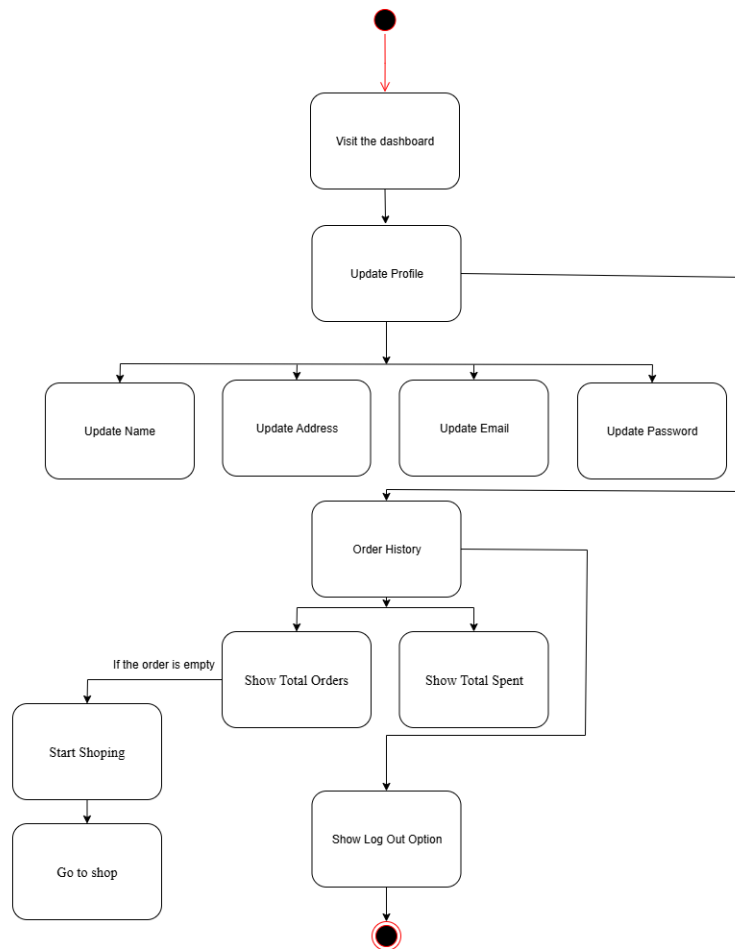 Visit the dashboard
Update Profile
Update Name
Update Address
Update Email
Update Password
Order History
If the order is empty
Show Total Orders
Show Total Spent
Start Shoping
Show Log Out Option
Go to shop